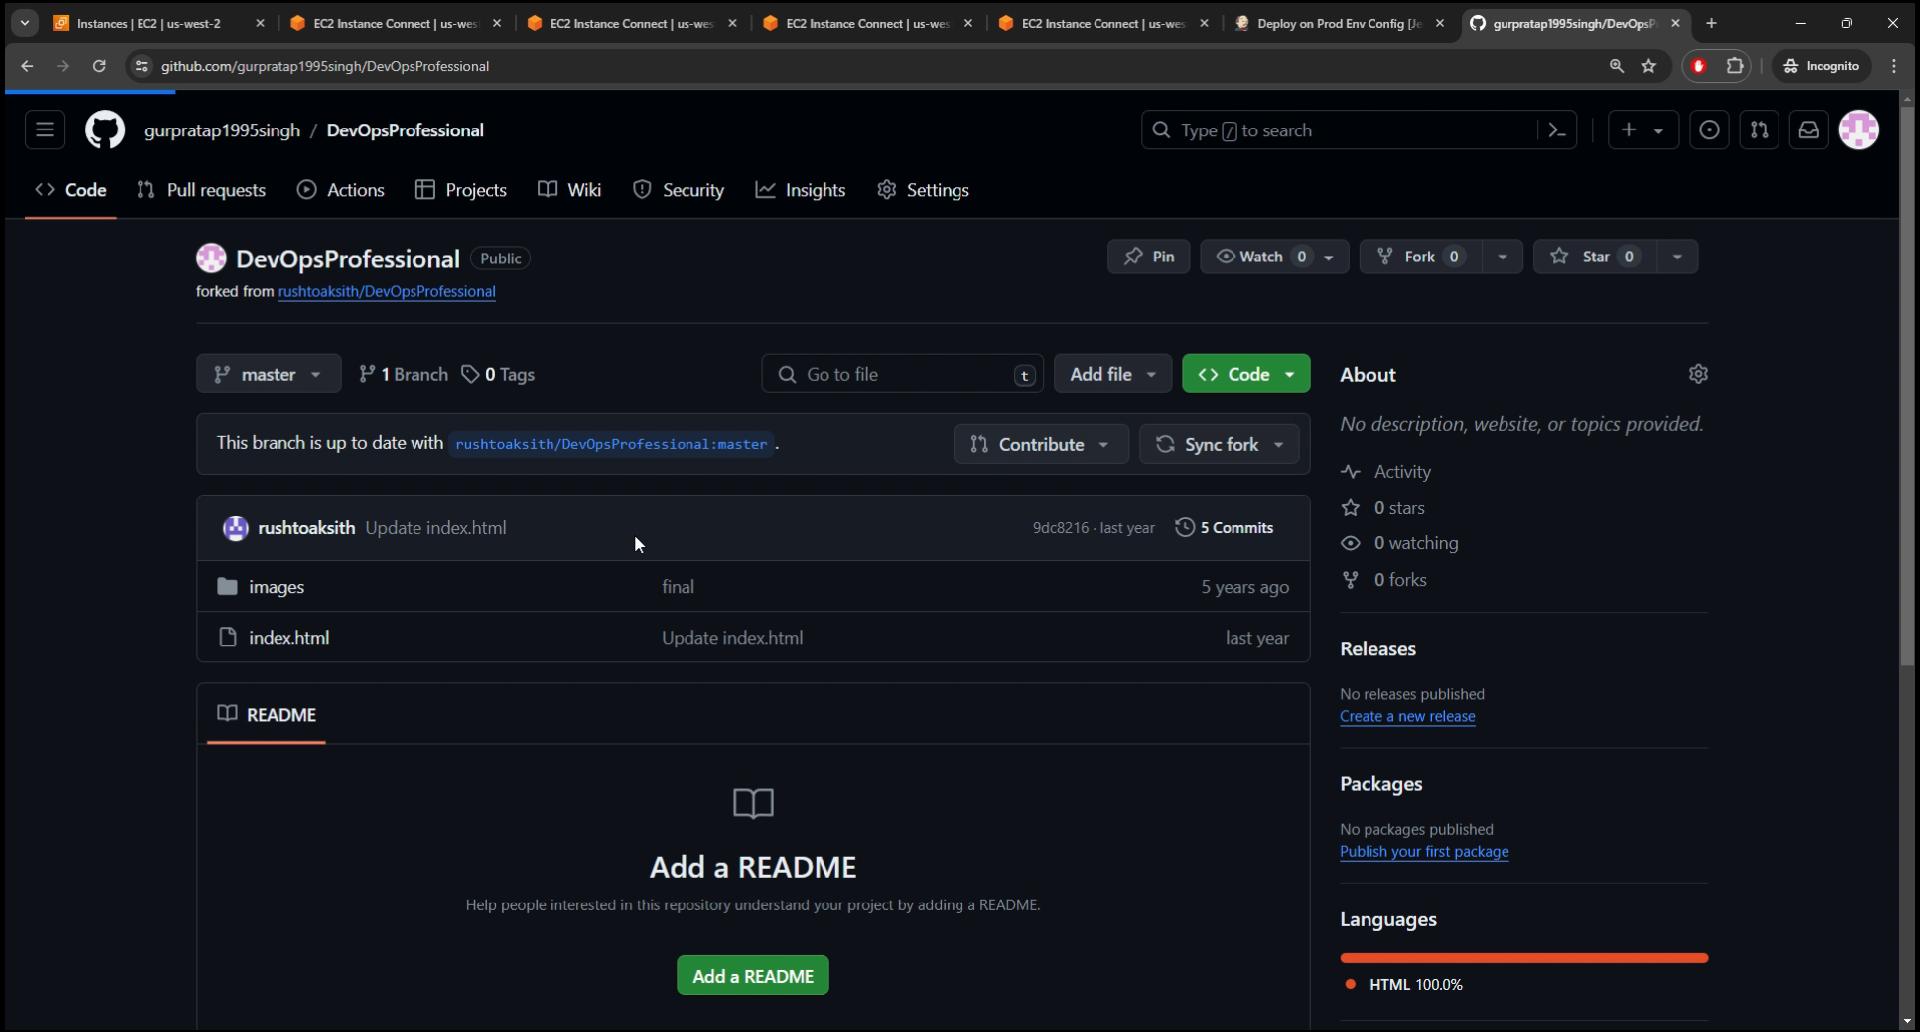 Instances | EC2 | us-west-2
EC2 Instance Connect | us-wes
EC2 Instance Connect | us-wes
EC2 Instance Connect | us-wes
EC2 Instance Connect | us-wes
Deploy on Prod Env Config [Je
gurpratap1995singh/DevOpsP
github.com/gurpratap1995singh/DevOpsProfessional
Incognito
gurpratap1995singh / DevOpsProfessional
Type / to search
Code
Pull requests
Actions
Projects
Wiki
Security
Insights
Settings
DevOpsProfessional
Public
Pin
Watch 0
Fork 0
Star 0
forked from rushtoaksith/DevOpsProfessional
master
1 Branch
0 Tags
Go to file
t
Add file
Code
About
No description, website, or topics provided.
This branch is up to date with rushtoaksith/DevOpsProfessional:master .
Contribute
Sync fork
Activity
0 stars
0 watching
0 forks
rushtoaksith Update index.html
9dc8216 · last year
5 Commits
images
final
5 years ago
index.html
Update index.html
last year
Releases
No releases published
Create a new release
README
Add a README
Help people interested in this repository understand your project by adding a README.
Add a README
Packages
No packages published
Publish your first package
Languages
HTML 100.0%